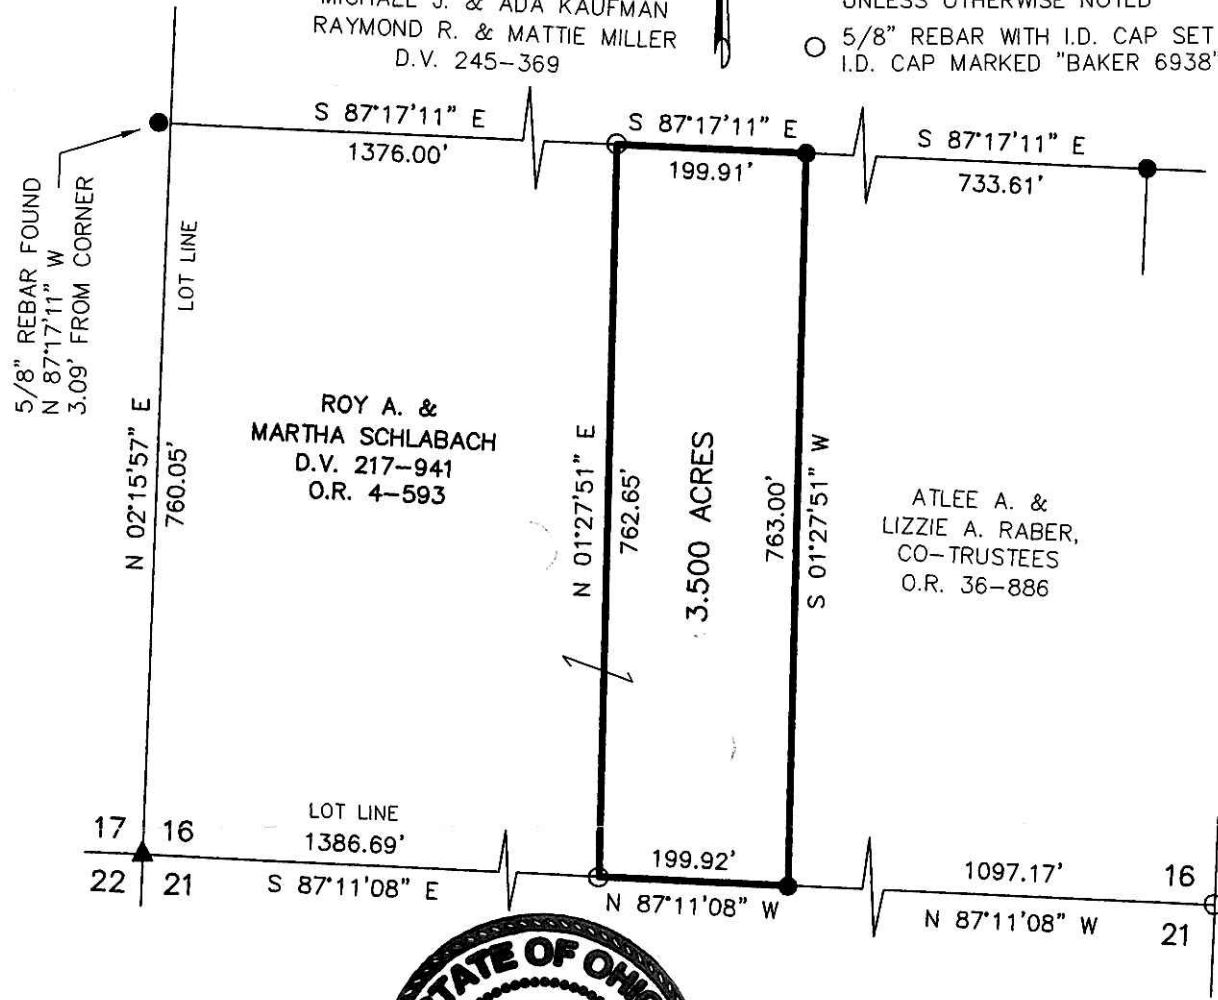 MICHAEL J. & ADA KAUFMAN
RAYMOND R. & MATTIE MILLER
D.V. 245-369
UNLESS OTHERWISE NOTED
5/8" REBAR WITH I.D. CAP SET
I.D. CAP MARKED "BAKER 6938"
S 87°17'11" E
1376.00'
S 87°17'11" E
199.91'
S 87°17'11" E
733.61'
5/8" REBAR FOUND
N 87°17'11" W
3.09' FROM CORNER
LOT LINE
N 02°15'57" E
760.05'
ROY A. &
MARTHA SCHLABACH
D.V. 217-941
O.R. 4-593
N 01°27'51" E
762.65'
3.500 ACRES
763.00'
S 01°27'51" W
ATLEE A. &
LIZZIE A. RABER,
CO-TRUSTEES
O.R. 36-886
17 16
22 21
LOT LINE
1386.69'
S 87°11'08" E
199.92'
N 87°11'08" W
1097.17'
N 87°11'08" W
16
21
STATE OF OHIO